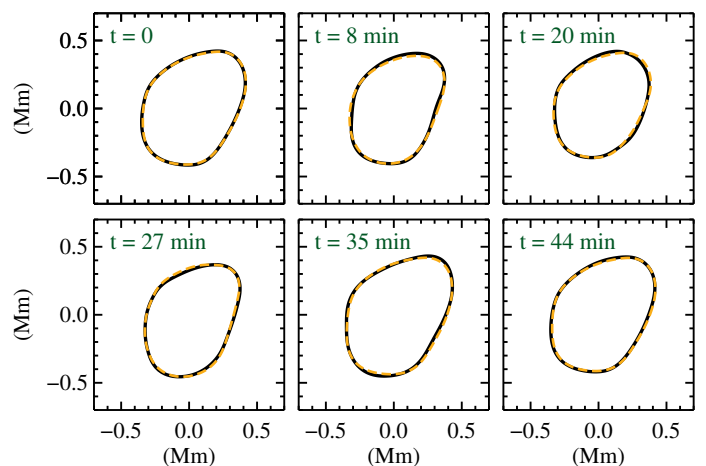 t = 0
t = 8 min
t = 20 min
0.5
0.0
−0.5
(Mm)
t = 27 min
t = 35 min
t = 44 min
0.5
0.0
−0.5
(Mm)
−0.5 0.0 0.5
−0.5 0.0 0.5
−0.5 0.0 0.5
(Mm)
(Mm)
(Mm)